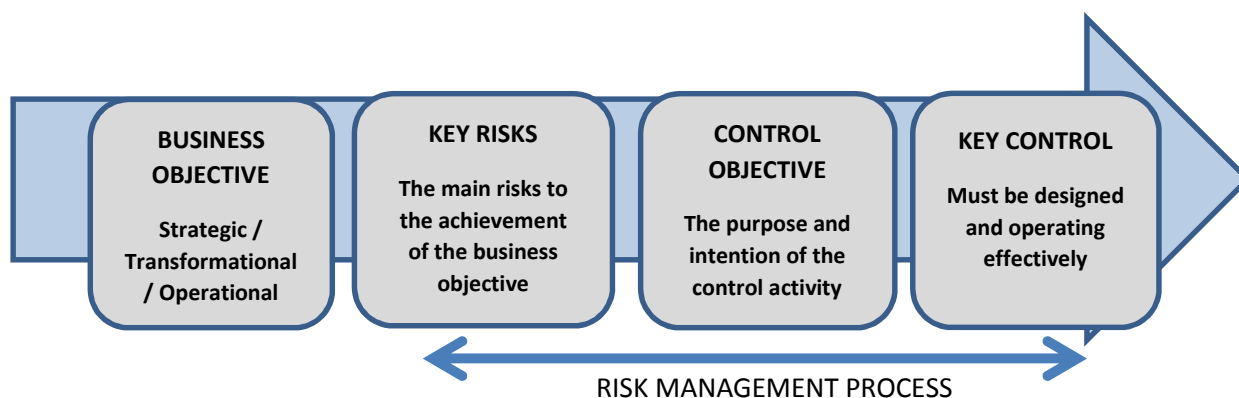 BUSINESS
OBJECTIVE
Strategic /
Transformational
/ Operational
KEY RISKS
The main risks to
the achievement
of the business
objective
CONTROL
OBJECTIVE
The purpose and
intention of the
control activity
KEY CONTROL
Must be designed
and operating
effectively
RISK MANAGEMENT PROCESS